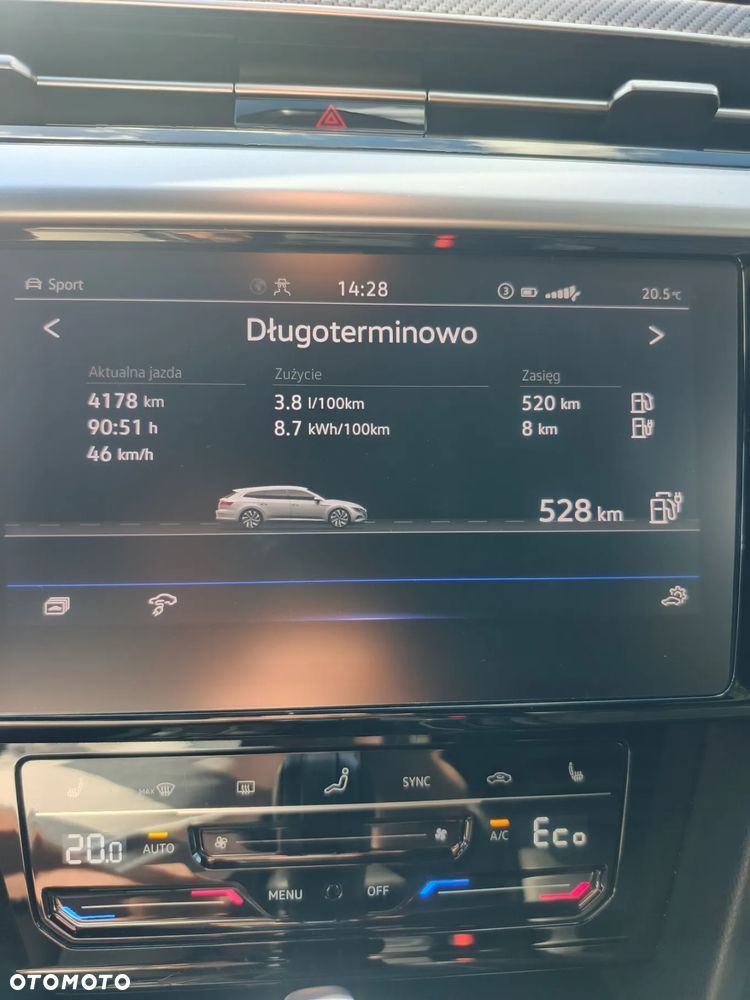 Sport 14:28 3 20.5°C
Długoterminowo
Aktualna jazda Zużycie Zasięg
4178 km 3.8 l/100km 520 km
90:51 h 8.7 kWh/100km 8 km
46 km/h
528 km
MAX SYNC
20.0 AUTO A/C Eco
MENU OFF
OTOMOTO